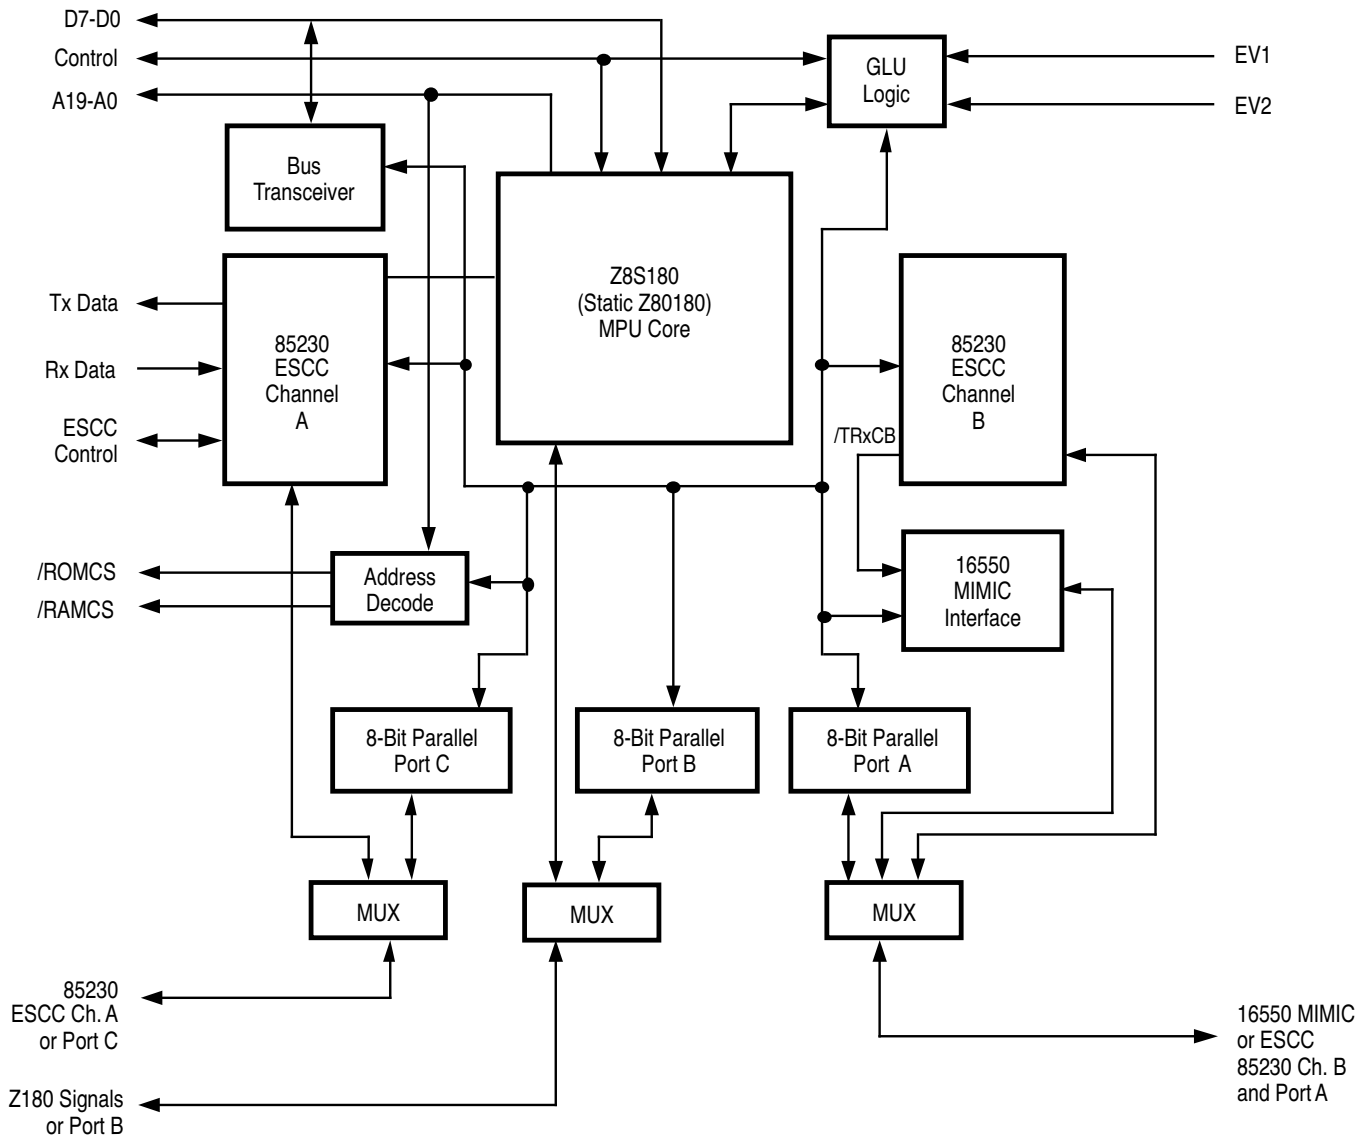 D7-D0
Control
A19-A0
GLU
Logic
EV1
EV2
Bus
Transceiver
Z8S180
(Static Z80180)
MPU Core
Tx Data
Rx Data
ESCC
Control
85230
ESCC
Channel
A
85230
ESCC
Channel
B
/TRxCB
/ROMCS
/RAMCS
Address
Decode
16550
MIMIC
Interface
8-Bit Parallel
Port C
8-Bit Parallel
Port B
8-Bit Parallel
Port A
MUX
MUX
MUX
85230
ESCC Ch. A
or Port C
Z180 Signals
or Port B
16550 MIMIC
or ESCC
85230 Ch. B
and Port A